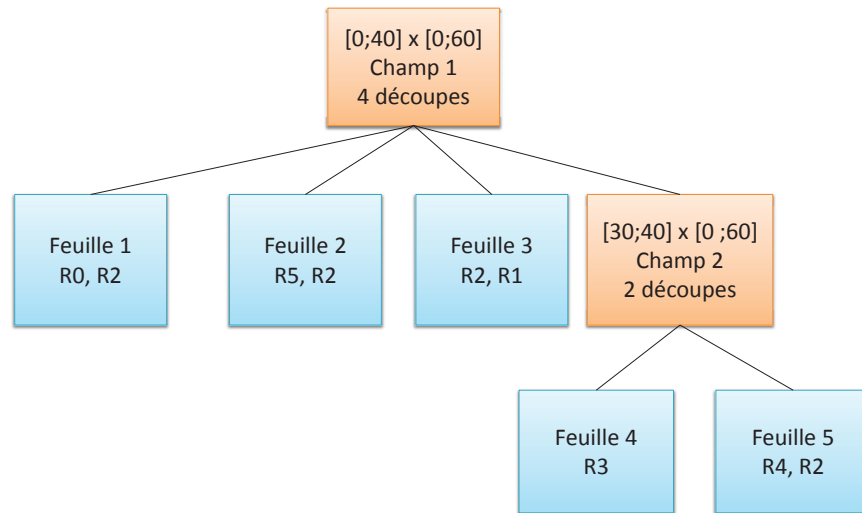 [0;40] x [0;60]
Champ 1
4 découpes
Feuille 1
R0, R2
Feuille 2
R5, R2
Feuille 3
R2, R1
[30;40] x [0 ;60]
Champ 2
2 découpes
Feuille 4
R3
Feuille 5
R4, R2